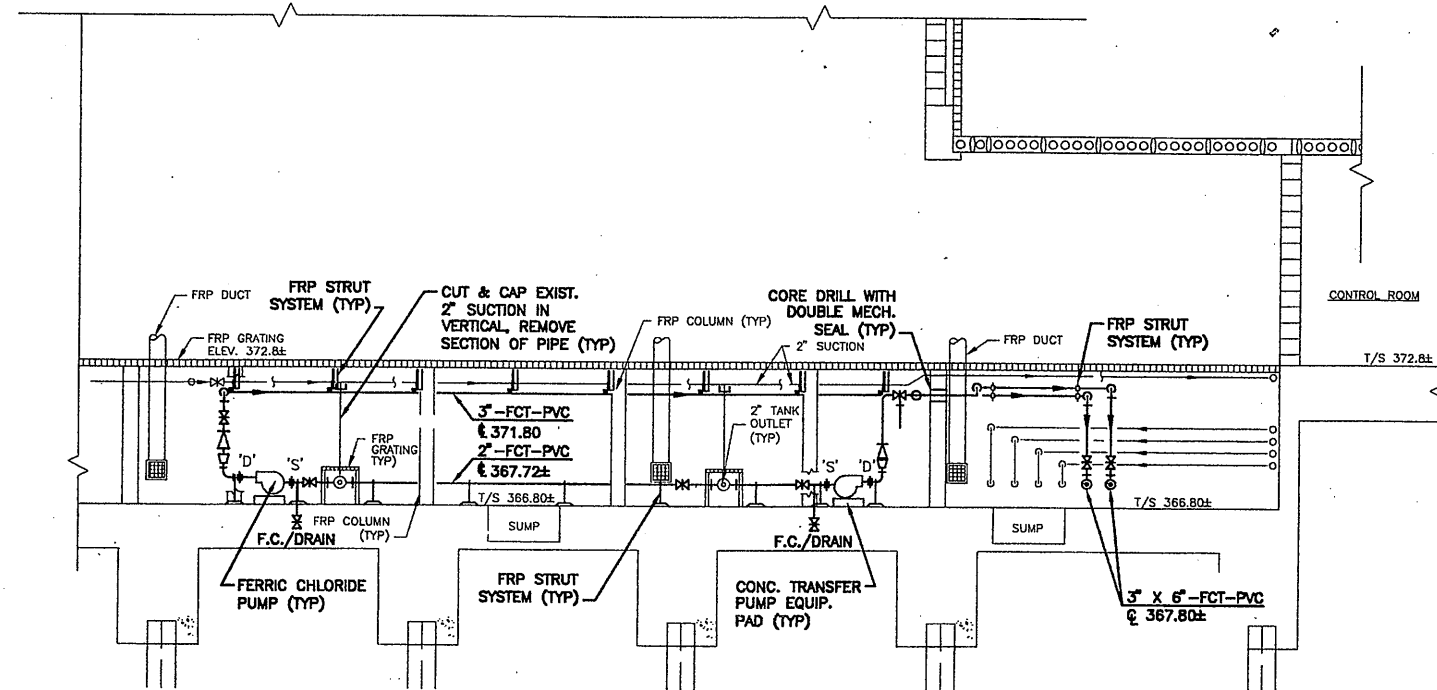 FRP DUCT
FRP STRUT
SYSTEM (TYP)
CUT & CAP EXIST.
2" SUCTION IN
VERTICAL, REMOVE
SECTION OF PIPE (TYP)
FRP COLUMN (TYP)
CORE DRILL WITH
DOUBLE MECH.
SEAL (TYP)
2" SUCTION
FRP DUCT
FRP STRUT
SYSTEM (TYP)
CONTROL ROOM
FRP GRATING
ELEV. 372.8±
T/S 372.8±
3"-FCT-PVC
℄ 371.80
2"-FCT-PVC
℄ 367.72±
FRP
GRATING
TYP)
2" TANK
OUTLET
(TYP)
'D'
'S'
'S'
'D'
T/S 366.80±
T/S 366.80±
FRP COLUMN
(TYP)
F.C./DRAIN
SUMP
F.C./DRAIN
SUMP
FERRIC CHLORIDE
PUMP (TYP)
FRP STRUT
SYSTEM (TYP)
CONC. TRANSFER
PUMP EQUIP.
PAD (TYP)
3" X 6"-FCT-PVC
℄ 367.80±